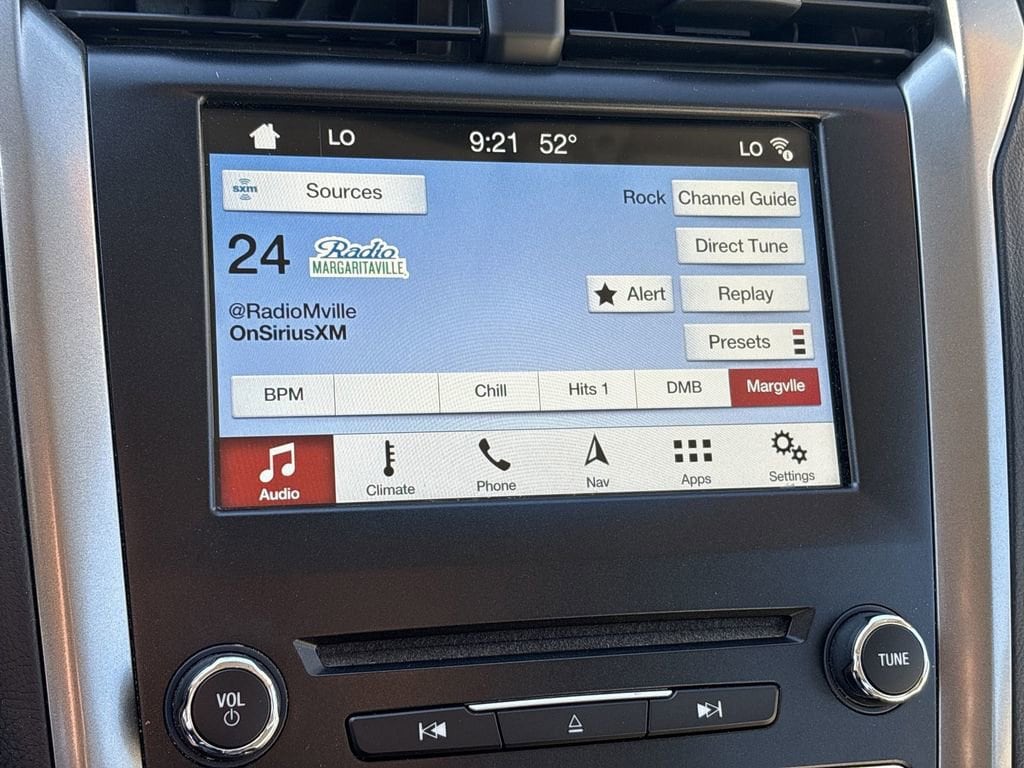 LO 9:21 52° LO
sxm Sources
Rock Channel Guide
24 Radio
MARGARITAVILLE
Direct Tune
Alert Replay
@RadioMville
OnSiriusXM
Presets
BPM Chill Hits 1 DMB Margvlle
Audio Climate Phone Nav Apps Settings
VOL
TUNE